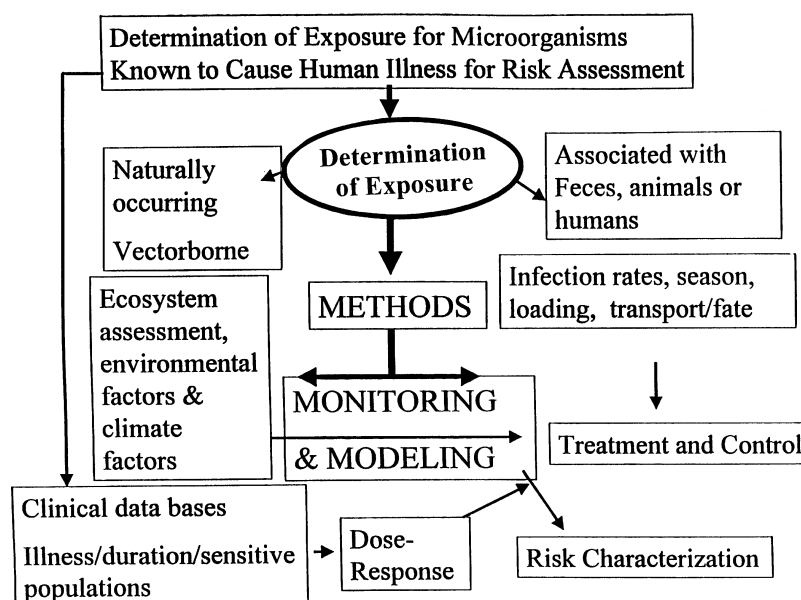 Determination of Exposure for Microorganisms
Known to Cause Human Illness for Risk Assessment
Determination
of Exposure
Naturally
occurring
Vectorborne
Associated with
Feces, animals or
humans
Infection rates, season,
loading, transport/fate
METHODS
Ecosystem
assessment,
environmental
factors &
climate
factors
MONITORING
& MODELING
Treatment and Control
Clinical data bases
Illness/duration/sensitive
populations
Dose-
Response
Risk Characterization